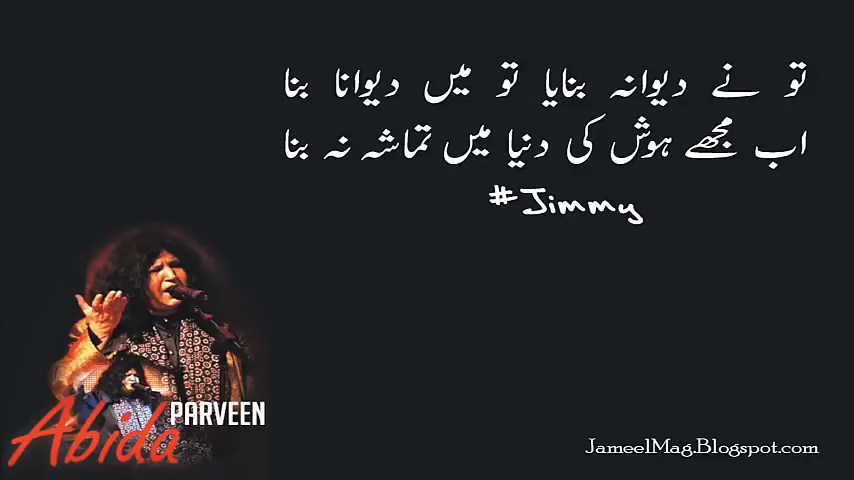 تو نے دیوانہ بنایا تو میں دیوانا بنا
اب مجھے ہوش کی دنیا میں تماشہ نہ بنا
#Jimmy
Abida PARVEEN
JameelMag.Blogspot.com